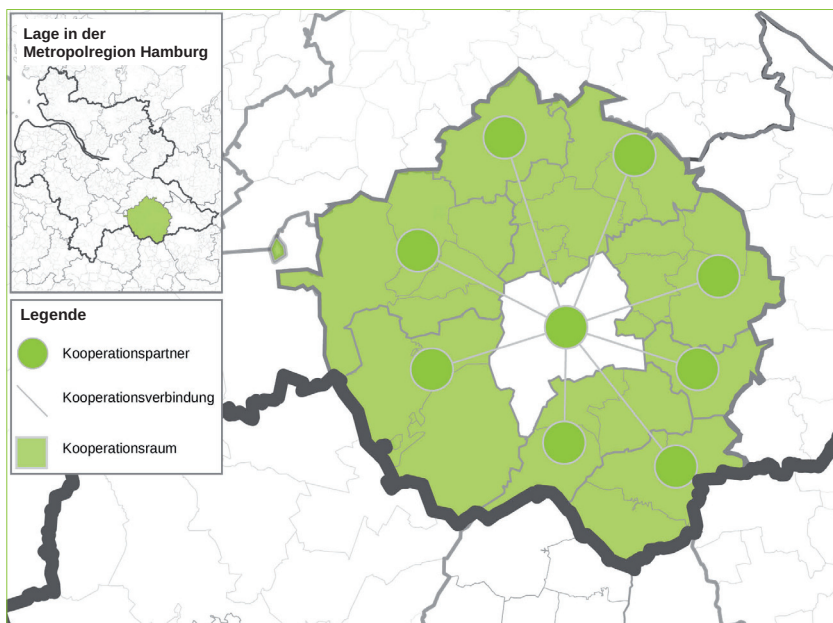 Lage in der
Metropolregion Hamburg
Legende
Kooperationspartner
Kooperationsverbindung
Kooperationsraum